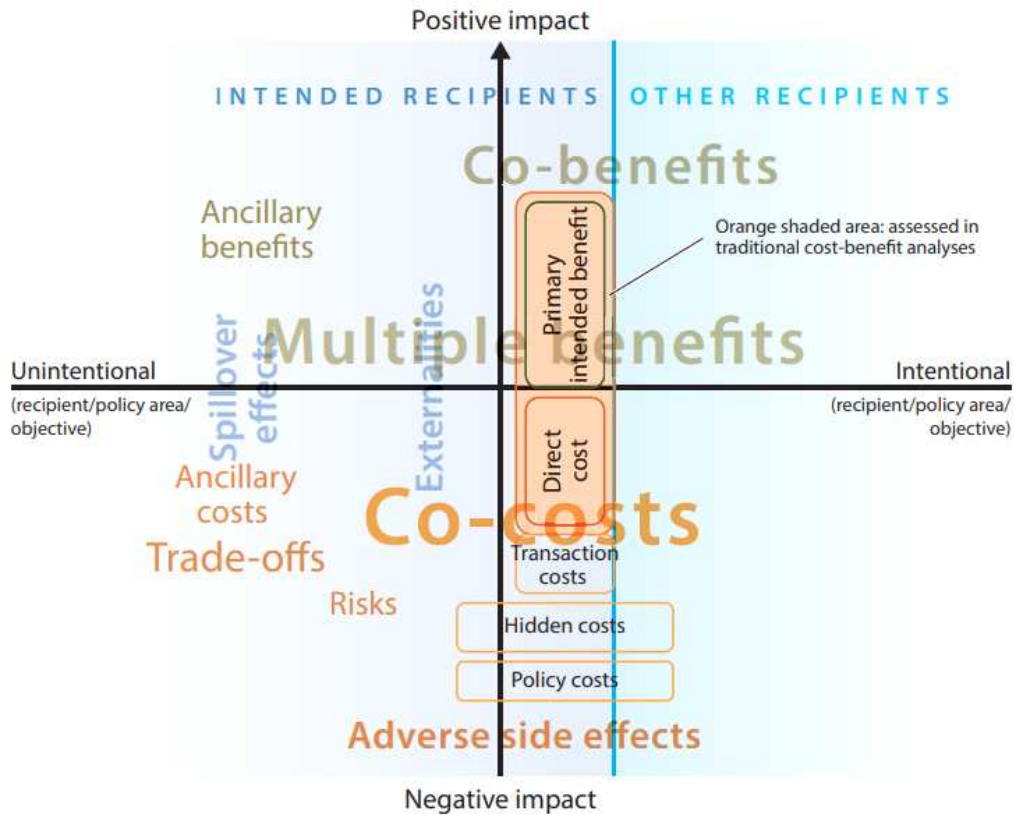 Positive impact
INTENDED RECIPIENTS
OTHER RECIPIENTS
Co-benefits
Ancillary
benefits
Primary
intended benefit
Orange shaded area: assessed in
traditional cost-benefit analyses
Multiple benefits
Spillover
effects
Externalities
Unintentional
(recipient/policy area/
objective)
Intentional
(recipient/policy area/
objective)
Direct
cost
Ancillary
costs
Co-costs
Trade-offs
Transaction
costs
Risks
Hidden costs
Policy costs
Adverse side effects
Negative impact